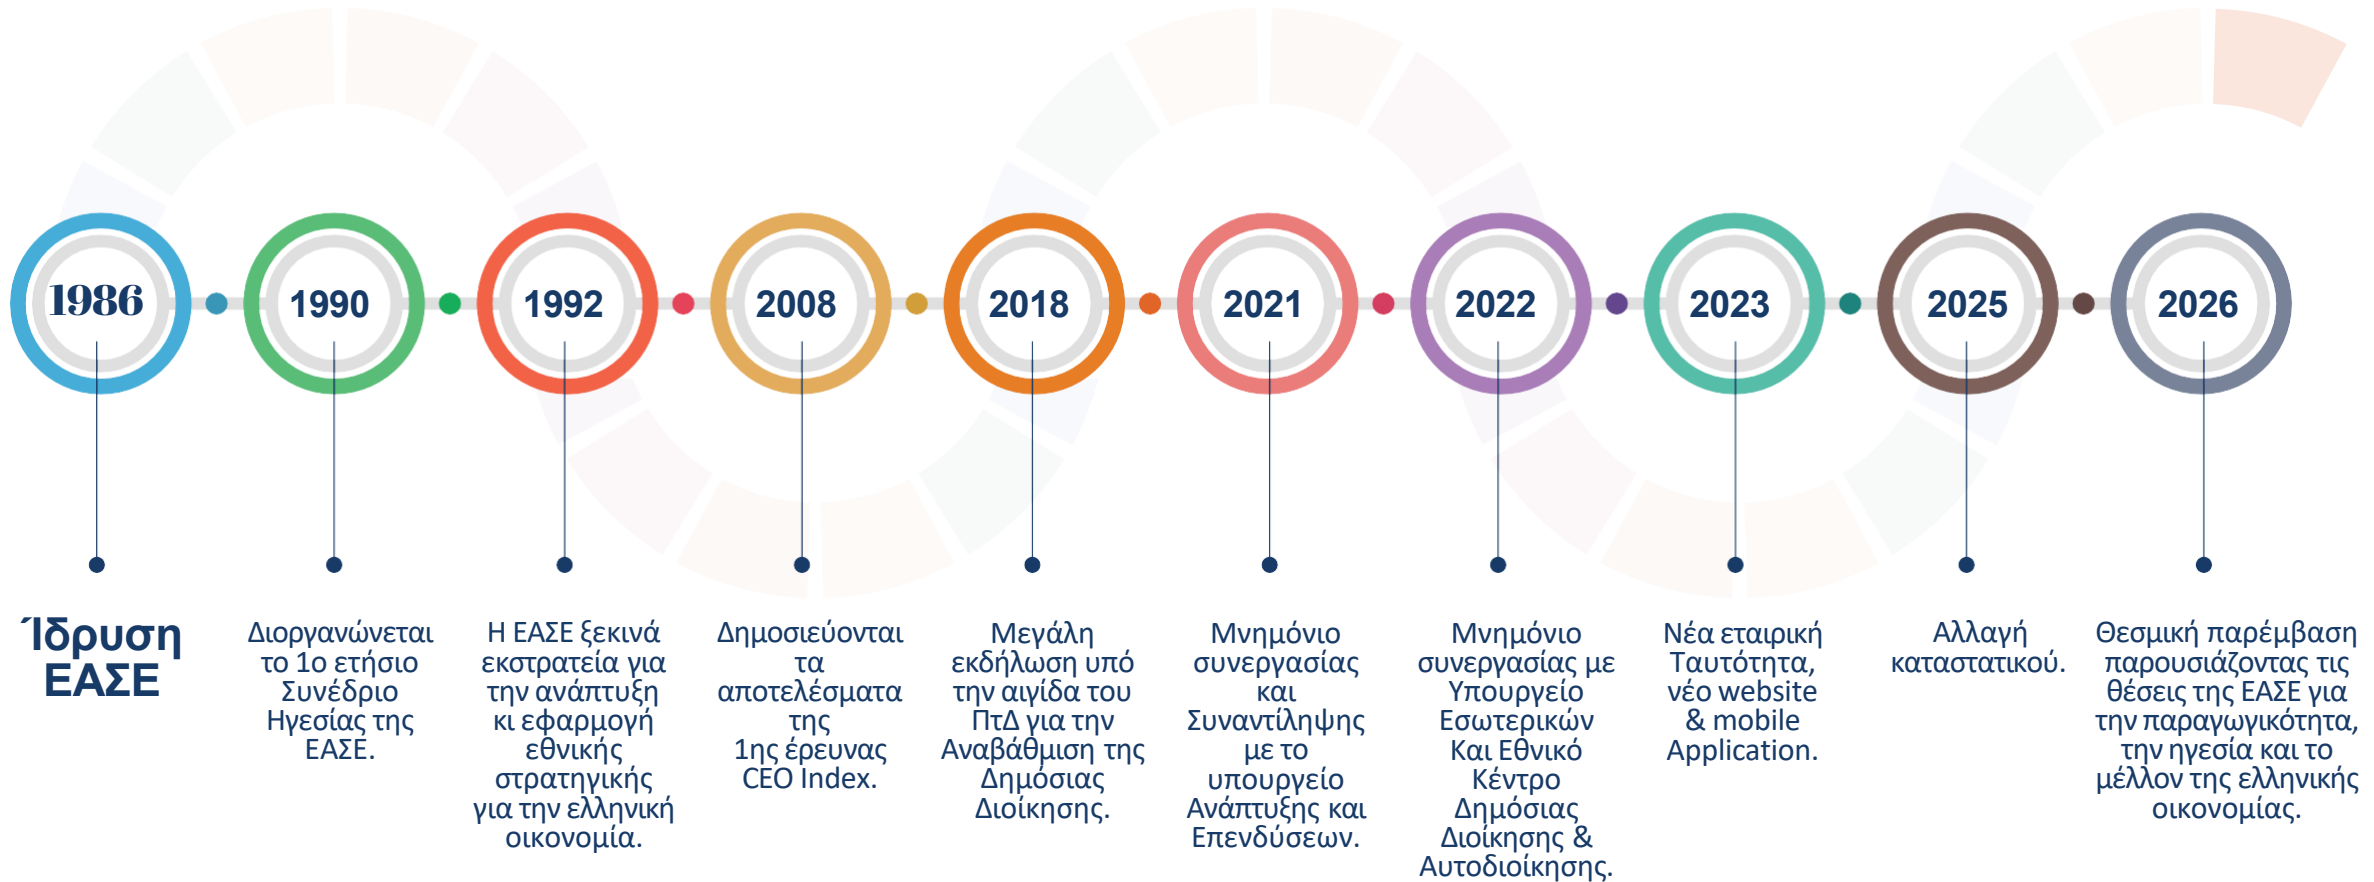 1986
1990
1992
2008
2018
2021
2022
2023
2025
2026
Ίδρυση
ΕΑΣΕ
Διοργανώνεται
το 1ο ετήσιο
Συνέδριο
Ηγεσίας της
ΕΑΣΕ.
Η ΕΑΣΕ ξεκινά
εκστρατεία για
την ανάπτυξη
κι εφαρμογή
εθνικής
στρατηγικής
για την ελληνική
οικονομία.
Δημοσιεύονται
τα
αποτελέσματα
της
1ης έρευνας
CEO Index.
Μεγάλη
εκδήλωση υπό
την αιγίδα του
ΠτΔ για την
Αναβάθμιση της
Δημόσιας
Διοίκησης.
Μνημόνιο
συνεργασίας
και
Συναντίληψης
με το
υπουργείο
Ανάπτυξης και
Επενδύσεων.
Μνημόνιο
συνεργασίας με
Υπουργείο
Εσωτερικών
Και Εθνικό
Κέντρο
Δημόσιας
Διοίκησης &
Αυτοδιοίκησης.
Νέα εταιρική
Ταυτότητα,
νέο website
& mobile
Application.
Αλλαγή
καταστατικού.
Θεσμική παρέμβαση
παρουσιάζοντας τις
θέσεις της ΕΑΣΕ για
την παραγωγικότητα,
την ηγεσία και το
μέλλον της ελληνικής
οικονομίας.